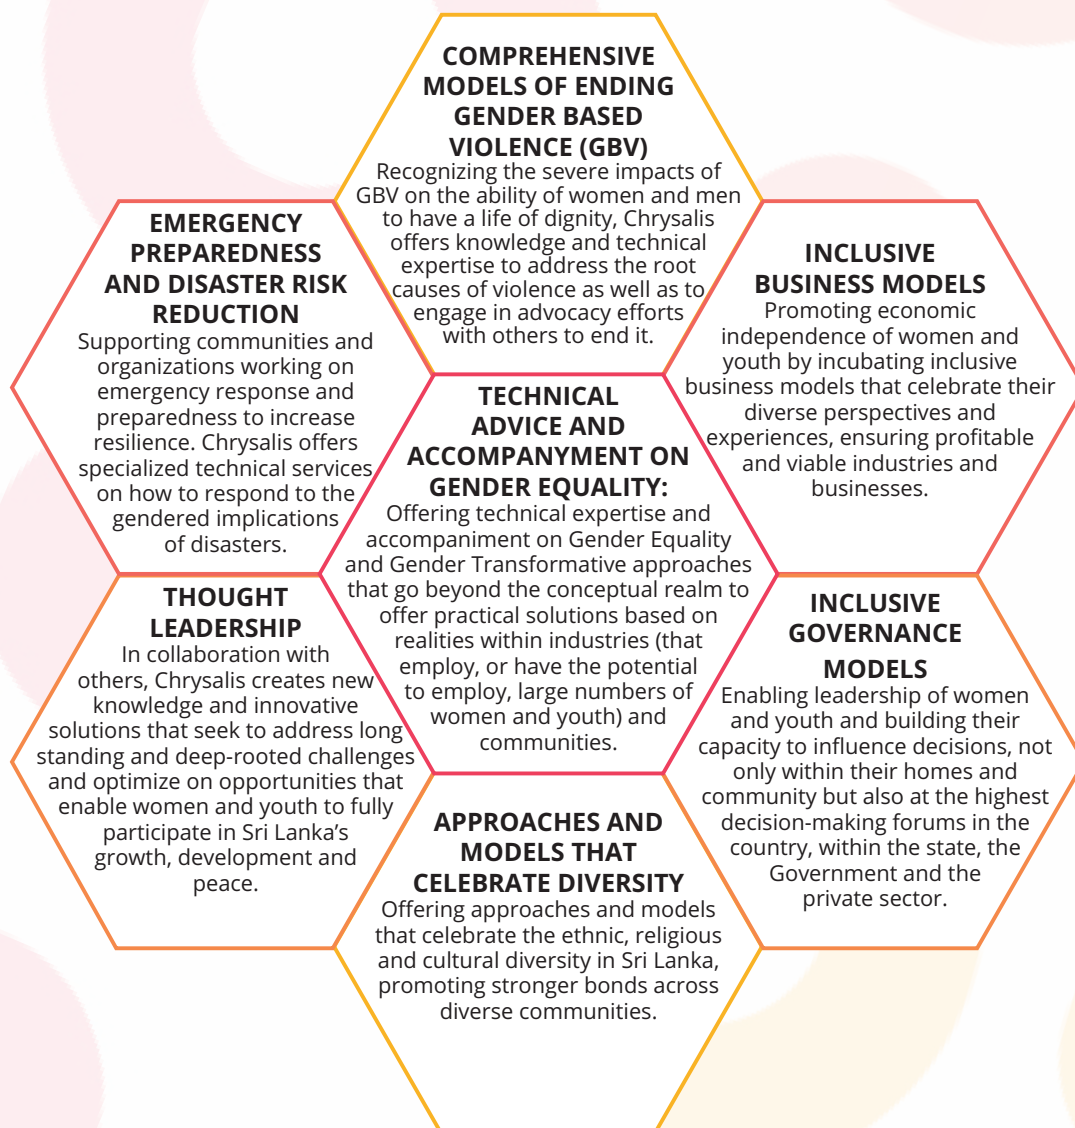 COMPREHENSIVE
MODELS OF ENDING
GENDER BASED
VIOLENCE (GBV)
Recognizing the severe impacts of
GBV on the ability of women and men
to have a life of dignity, Chrysalis
offers knowledge and technical
expertise to address the root
causes of violence as well as to
engage in advocacy efforts
with others to end it.
EMERGENCY
PREPAREDNESS
AND DISASTER RISK
REDUCTION
Supporting communities and
organizations working on
emergency response and
preparedness to increase
resilience. Chrysalis offers
specialized technical services
on how to respond to the
gendered implications
of disasters.
INCLUSIVE
BUSINESS MODELS
Promoting economic
independence of women and
youth by incubating inclusive
business models that celebrate their
diverse perspectives and
experiences, ensuring profitable
and viable industries and
businesses.
TECHNICAL
ADVICE AND
ACCOMPANYMENT ON
GENDER EQUALITY:
Offering technical expertise and
accompaniment on Gender Equality
and Gender Transformative approaches
that go beyond the conceptual realm to
offer practical solutions based on
realities within industries (that
employ, or have the potential
to employ, large numbers of
women and youth) and
communities.
THOUGHT
LEADERSHIP
In collaboration with
others, Chrysalis creates new
knowledge and innovative
solutions that seek to address long
standing and deep-rooted challenges
and optimize on opportunities that
enable women and youth to fully
participate in Sri Lanka’s
growth, development and
peace.
INCLUSIVE
GOVERNANCE
MODELS
Enabling leadership of women
and youth and building their
capacity to influence decisions, not
only within their homes and
community but also at the highest
decision-making forums in the
country, within the state, the
Government and the
private sector.
APPROACHES AND
MODELS THAT
CELEBRATE DIVERSITY
Offering approaches and models
that celebrate the ethnic, religious
and cultural diversity in Sri Lanka,
promoting stronger bonds across
diverse communities.